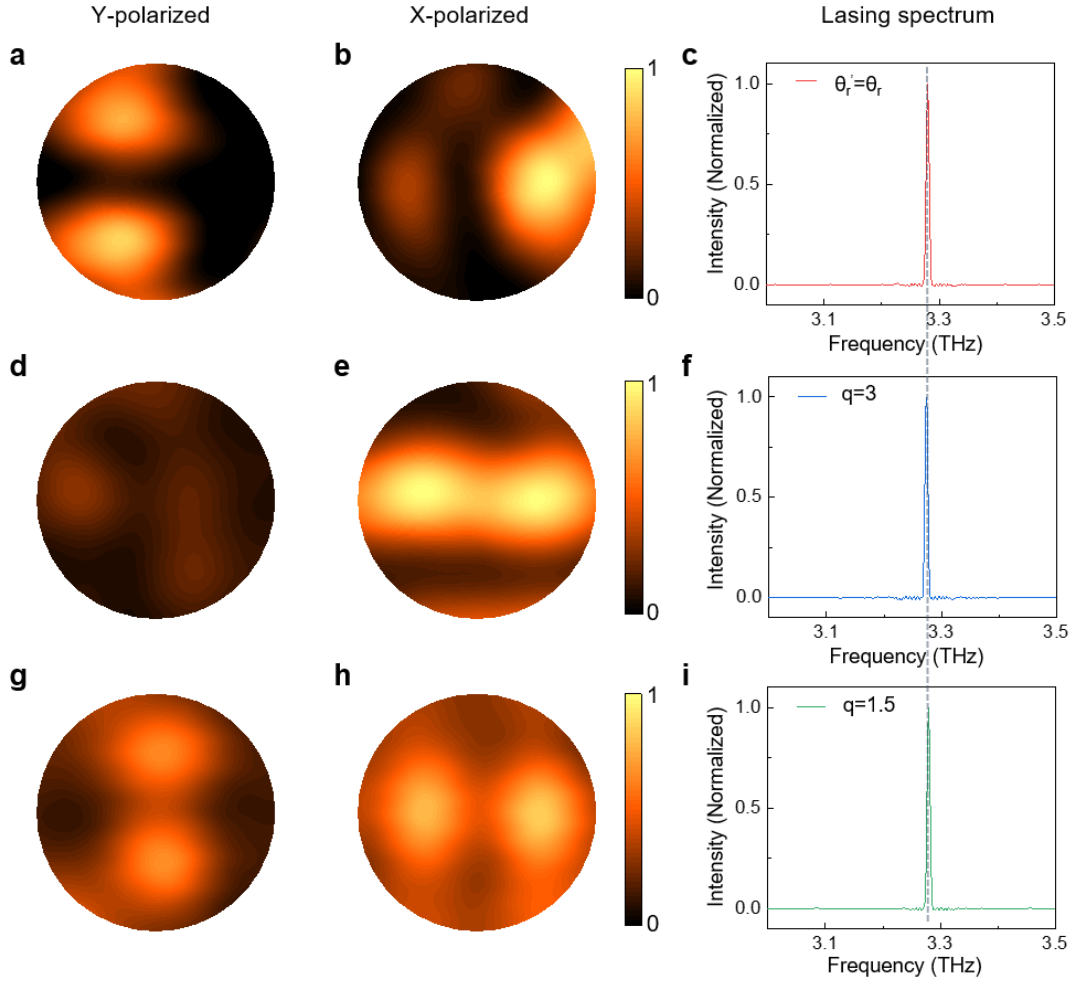 Y-polarized
X-polarized
Lasing spectrum
a
b
1
0
c
θr'=θr
1.0
0.5
0.0
Intensity (Normalized)
3.1
3.3
3.5
Frequency (THz)
d
e
1
0
f
q=3
1.0
0.5
0.0
Intensity (Normalized)
3.1
3.3
3.5
Frequency (THz)
g
h
1
0
i
q=1.5
1.0
0.5
0.0
Intensity (Normalized)
3.1
3.3
3.5
Frequency (THz)